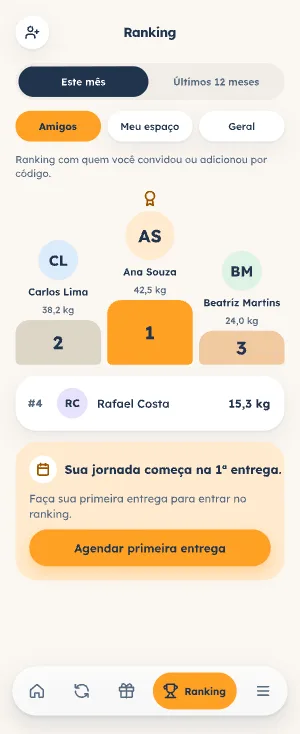 Ranking
Este mês
Últimos 12 meses
Amigos
Meu espaço
Geral
Ranking com quem você convidou ou adicionou por
código.
AS
Ana Souza
42,5 kg
1
CL
Carlos Lima
38,2 kg
2
BM
Beatriz Martins
24,0 kg
3
#4
RC
Rafael Costa
15,3 kg
Sua jornada começa na 1ª entrega.
Faça sua primeira entrega para entrar no
ranking.
Agendar primeira entrega
Ranking